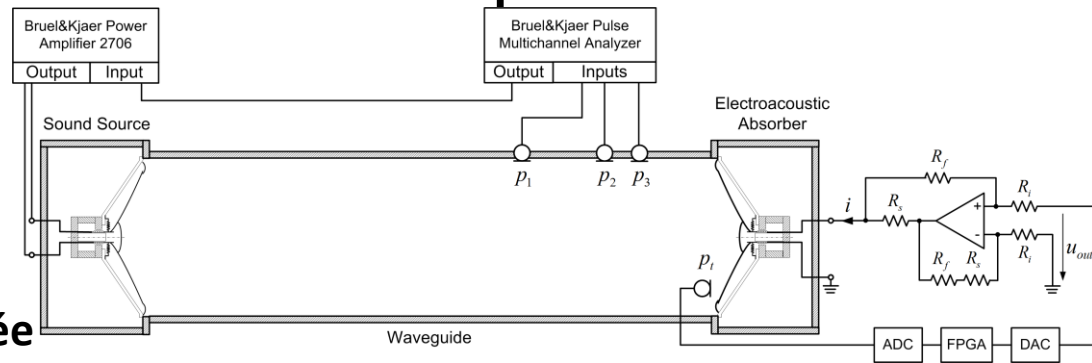 Bruel&Kjaer Power
Amplifier 2706
Output Input
Bruel&Kjaer Pulse
Multichannel Analyzer
Output Inputs
Sound Source
Electroacoustic
Absorber
p1 p2 p3
Rf
Ri
i
Rs
+
-
Rf Rs
Ri
uout
pt
ée
Waveguide
ADC FPGA DAC